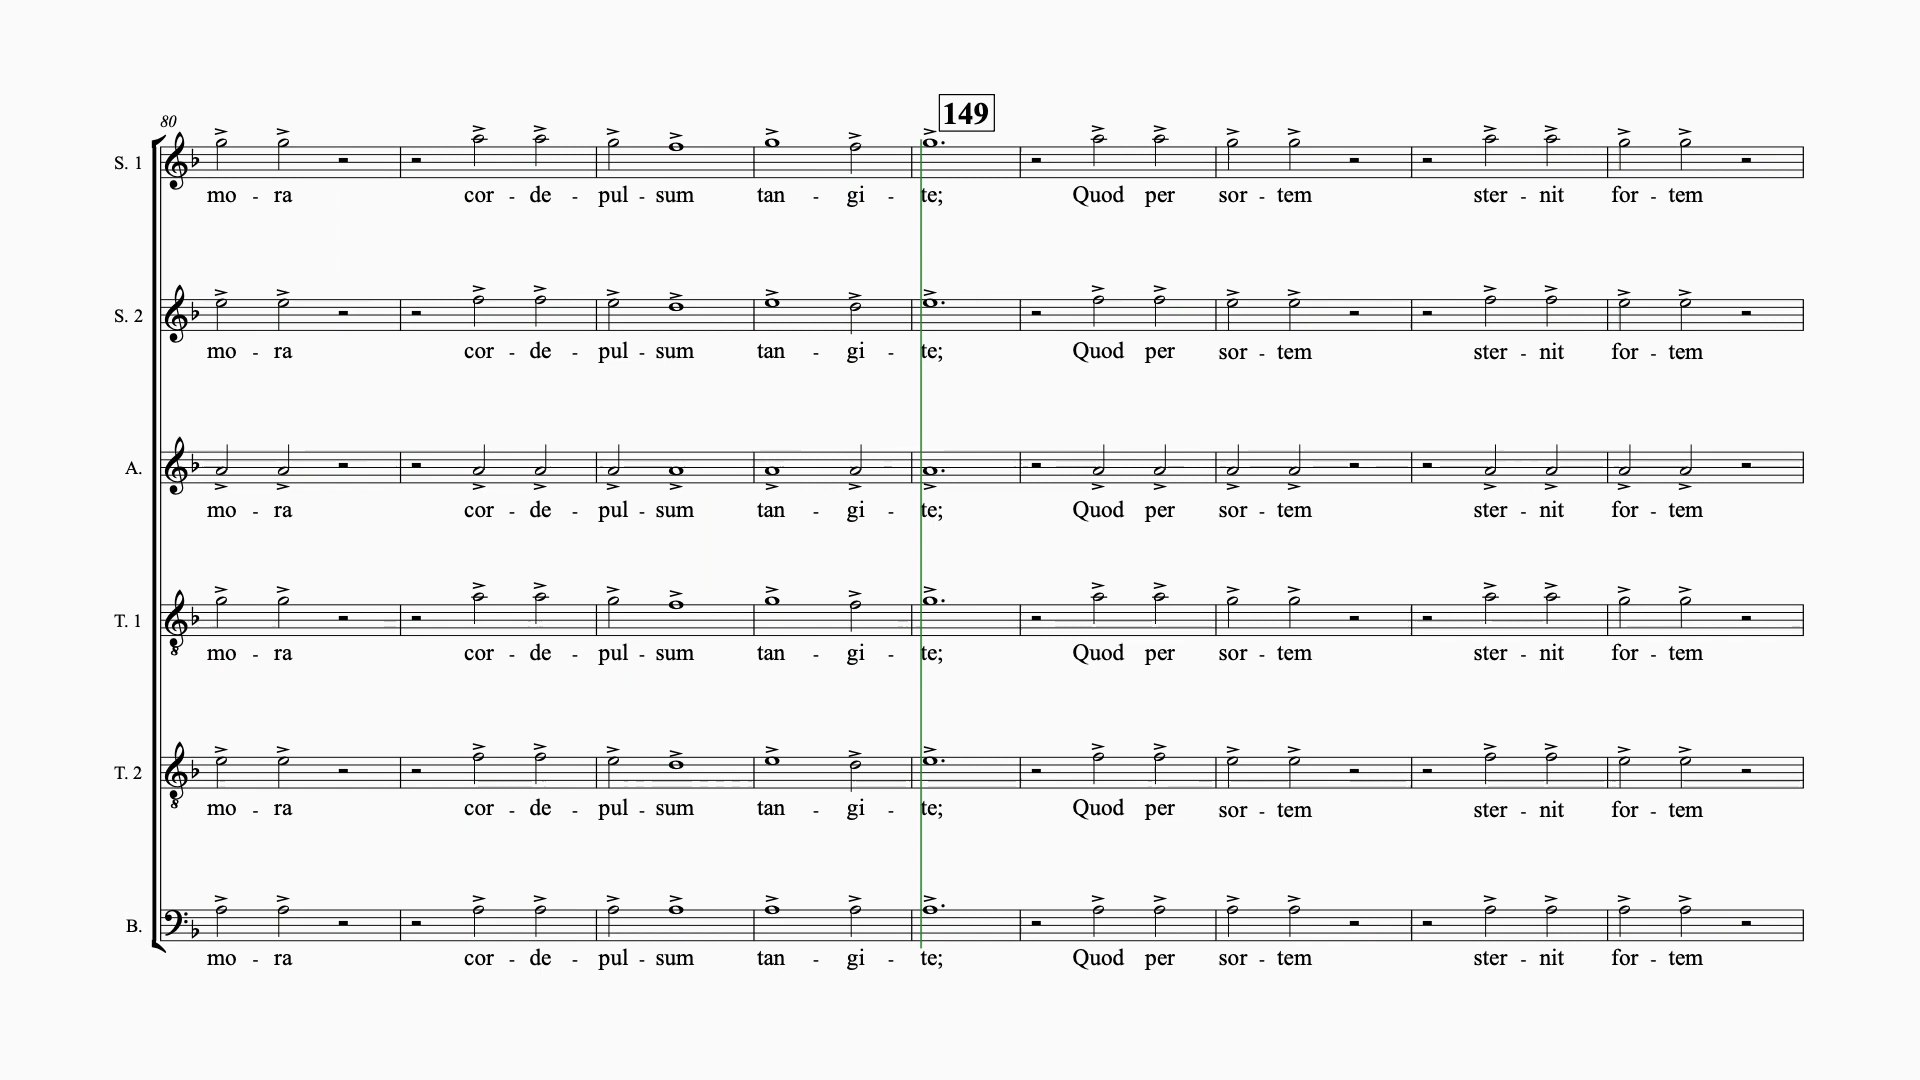 149
80
S. 1
mo - ra cor - de - pul - sum tan - gi - te; Quod per sor - tem ster - nit for - tem
S. 2
mo - ra cor - de - pul - sum tan - gi - te; Quod per sor - tem ster - nit for - tem
A.
mo - ra cor - de - pul - sum tan - gi - te; Quod per sor - tem ster - nit for - tem
T. 1
8
mo - ra cor - de - pul - sum tan - gi - te; Quod per sor - tem ster - nit for - tem
T. 2
8
mo - ra cor - de - pul - sum tan - gi - te; Quod per sor - tem ster - nit for - tem
B.
mo - ra cor - de - pul - sum tan - gi - te; Quod per sor - tem ster - nit for - tem